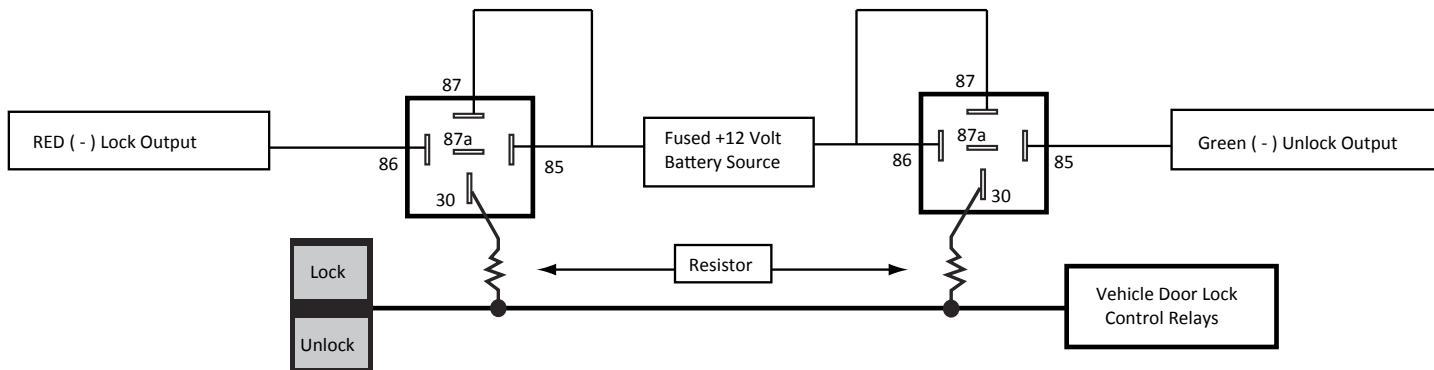 87
87
RED ( - ) Lock Output
87a
86
85
30
Fused +12 Volt
Battery Source
87a
86
85
30
Green ( - ) Unlock Output
Lock
Unlock
Resistor
Vehicle Door Lock
Control Relays